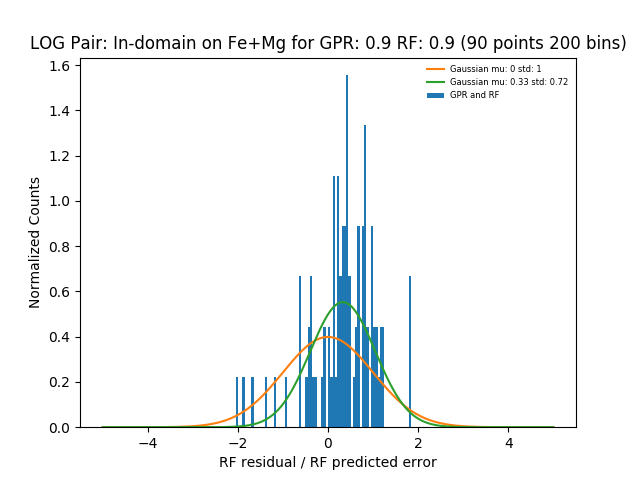 LOG Pair: In-domain on Fe+Mg for GPR: 0.9 RF: 0.9 (90 points 200 bins)
Gaussian mu: 0 std: 1
Gaussian mu: 0.33 std: 0.72
GPR and RF
Normalized Counts
1.6
1.4
1.2
1.0
0.8
0.6
0.4
0.2
0.0
−4 −2 0 2 4
RF residual / RF predicted error